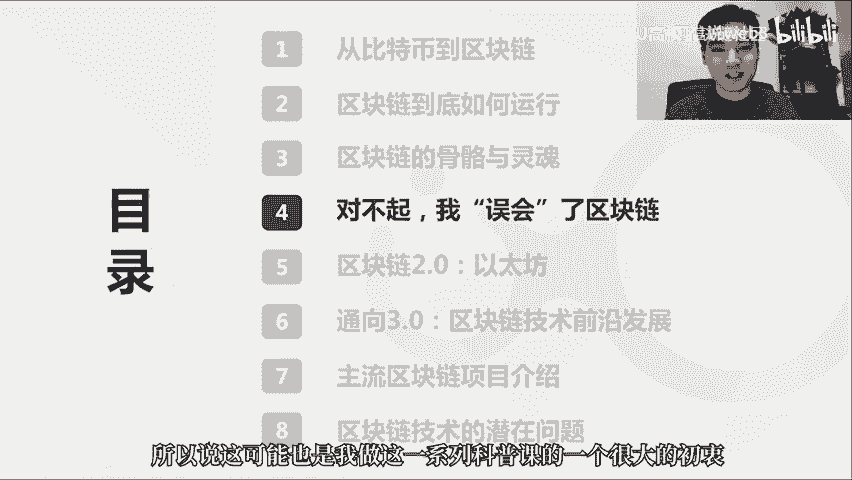 目
录
1 从比特币到区块链
2 区块链到底如何运行
3 区块链的骨骼与灵魂
4 对不起，我“误会”了区块链
5 区块链2.0：以太坊
6 通向3.0：区块链技术前沿发展
7 主流区块链项目介绍
8 区块链技术的潜在问题
bilibili
所以说这可能也是我做这一系列科普课的一个很大的初衷